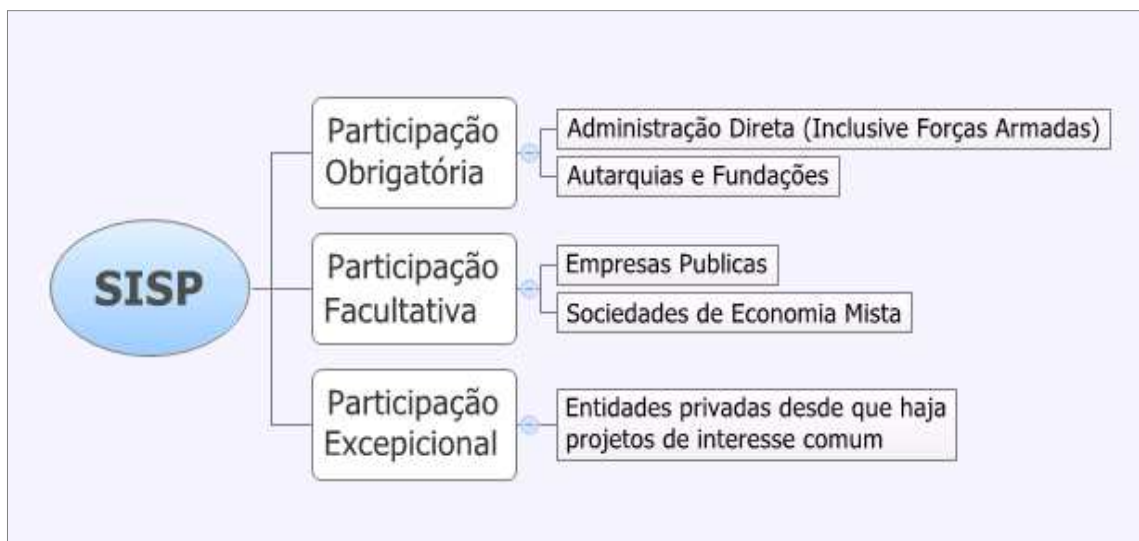 SISP
Participação
Obrigatória
Administração Direta (Inclusive Forças Armadas)
Autarquias e Fundações
Participação
Facultativa
Empresas Publicas
Sociedades de Economia Mista
Participação
Excepicional
Entidades privadas desde que haja
projetos de interesse comum